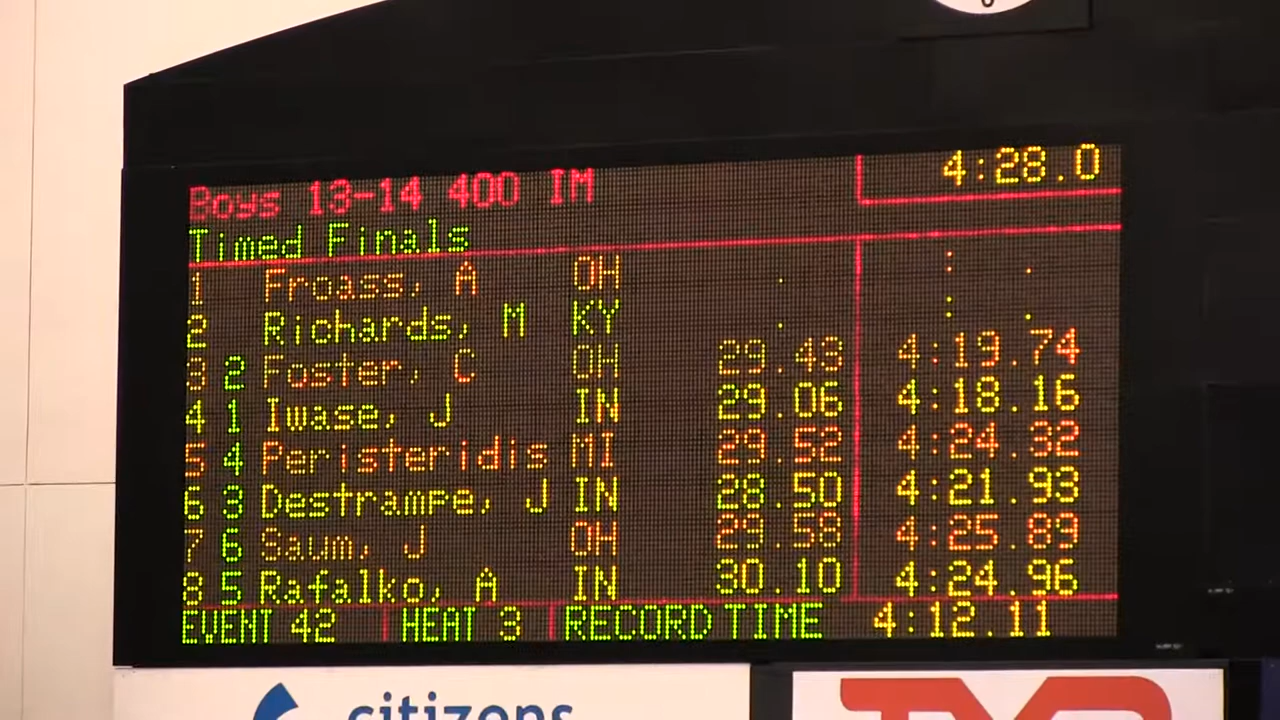 4:28.0
Boys 13-14 400 IM
Timed Finals
1 Froass, A OH . : .
2 Richards, M KY . : .
3 2 Foster, C OH 29.43 4:19.74
4 1 Iwase, J IN 29.06 4:18.16
5 4 Peristeridis MI 29.52 4:24.32
6 3 Destrampe, J IN 28.50 4:21.93
7 6 Saum, J OH 29.58 4:25.89
8 5 Rafalko, A IN 30.10 4:24.96
EVENT 42 HEAT 3 RECORD TIME 4:12.11
citizens TYR